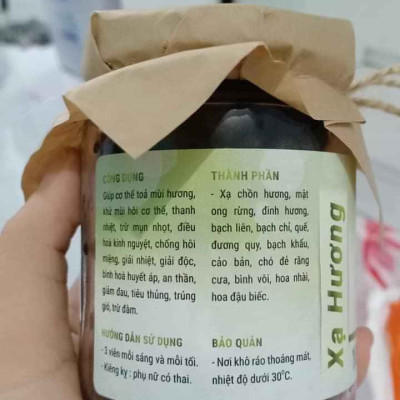 CÔNG DỤNG
Giúp cơ thể toả mùi hương,
khử mùi hôi cơ thể, thanh
nhiệt, trừ mụn nhọt, điều
hoà kinh nguyệt, chống hôi
miệng, giải nhiệt, giải độc,
bình hoà huyết áp, an thần,
giảm đau, tiêu thủng, trúng
gió, trừ đàm.
HƯỚNG DẪN SỬ DỤNG
- 3 viên mỗi sáng và mỗi tối.
- Kiêng kỵ : phụ nữ có thai.
THÀNH PHẦN
- Xạ chồn hương, mật
ong rừng, đinh hương,
bạch liên, bạch chỉ, quế,
đương quy, bạch khấu,
cảo bản, chó đẻ răng
cưa, bình vôi, hoa nhài,
hoa đậu biếc.
BẢO QUẢN
- Nơi khô ráo thoáng mát,
nhiệt độ dưới 30°C.
Xạ Hương